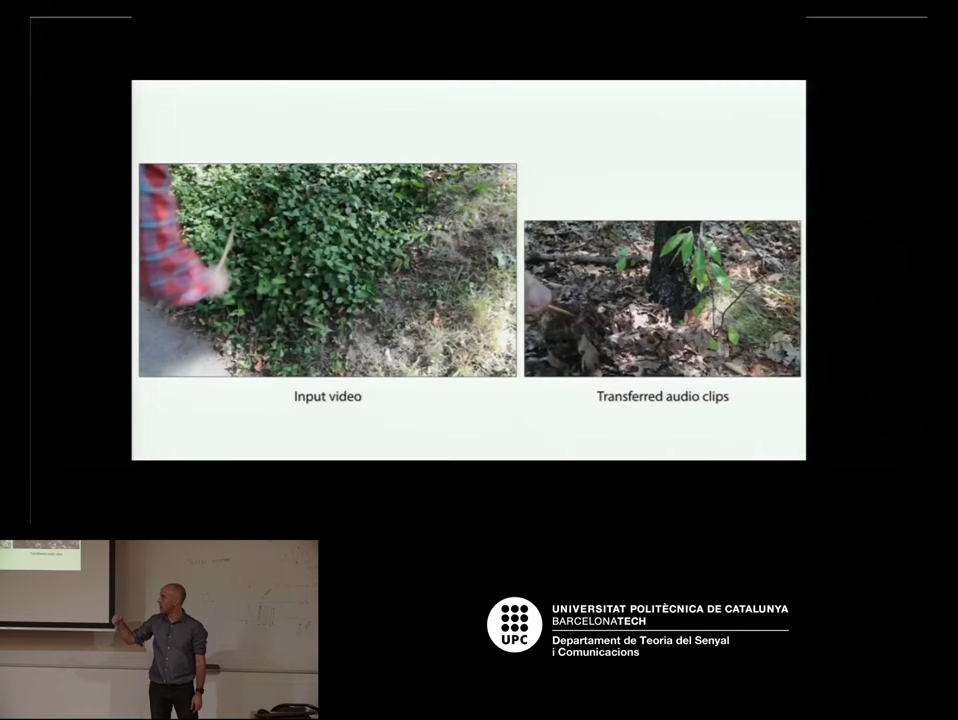 Input video
Transferred audio clips
UPC
UNIVERSITAT POLITÈCNICA DE CATALUNYA
BARCELONATECH
Departament de Teoria del Senyal
i Comunicacions